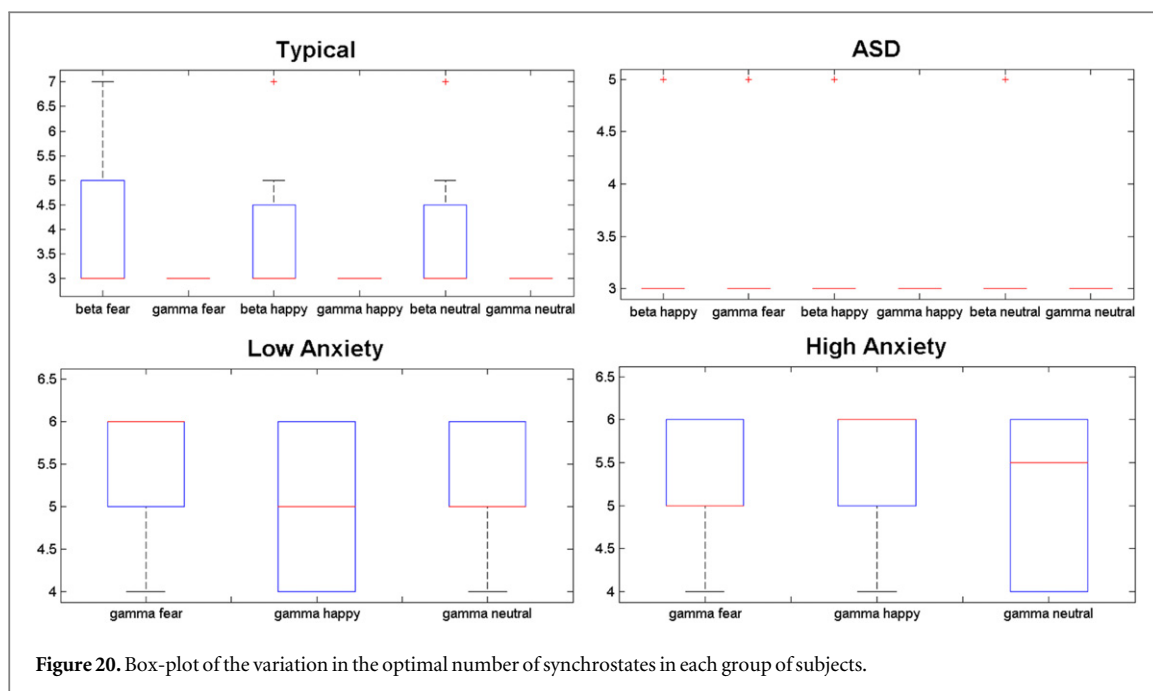 Typical
7
6.5
6
5.5
5
4.5
4
3.5
3
beta fear gamma fear beta happy gamma happy beta neutral gamma neutral
ASD
5
4.5
4
3.5
3
beta happy gamma fear beta happy gamma happy beta neutral gamma neutral
Low Anxiety
6.5
6
5.5
5
4.5
4
gamma fear gamma happy gamma neutral
High Anxiety
6.5
6
5.5
5
4.5
4
gamma fear gamma happy gamma neutral
Figure 20. Box-plot of the variation in the optimal number of synchrostates in each group of subjects.